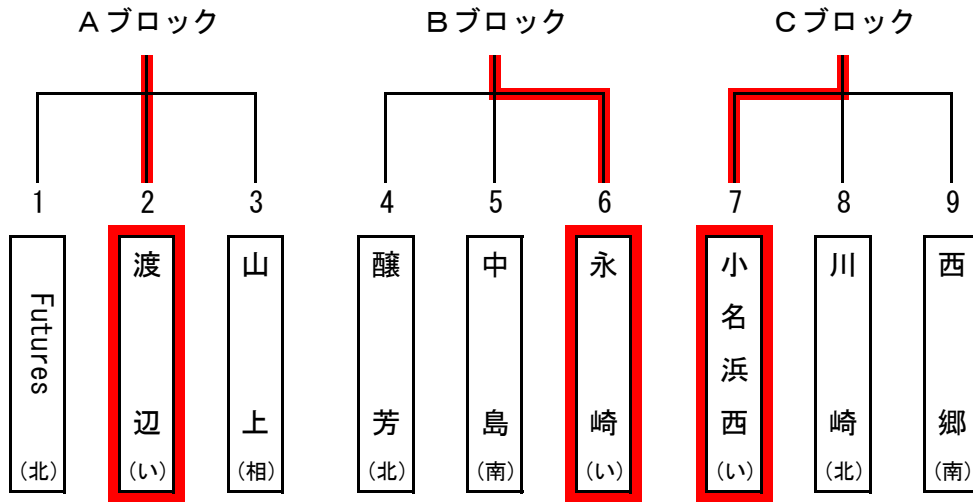 Aブロック
Bブロック
Cブロック
1
2
3
4
5
6
7
8
9
Futures
(北)
渡辺
(い)
山上
(相)
醸芳
(北)
中島
(南)
永崎
(い)
小名浜西
(い)
川崎
(北)
西郷
(南)